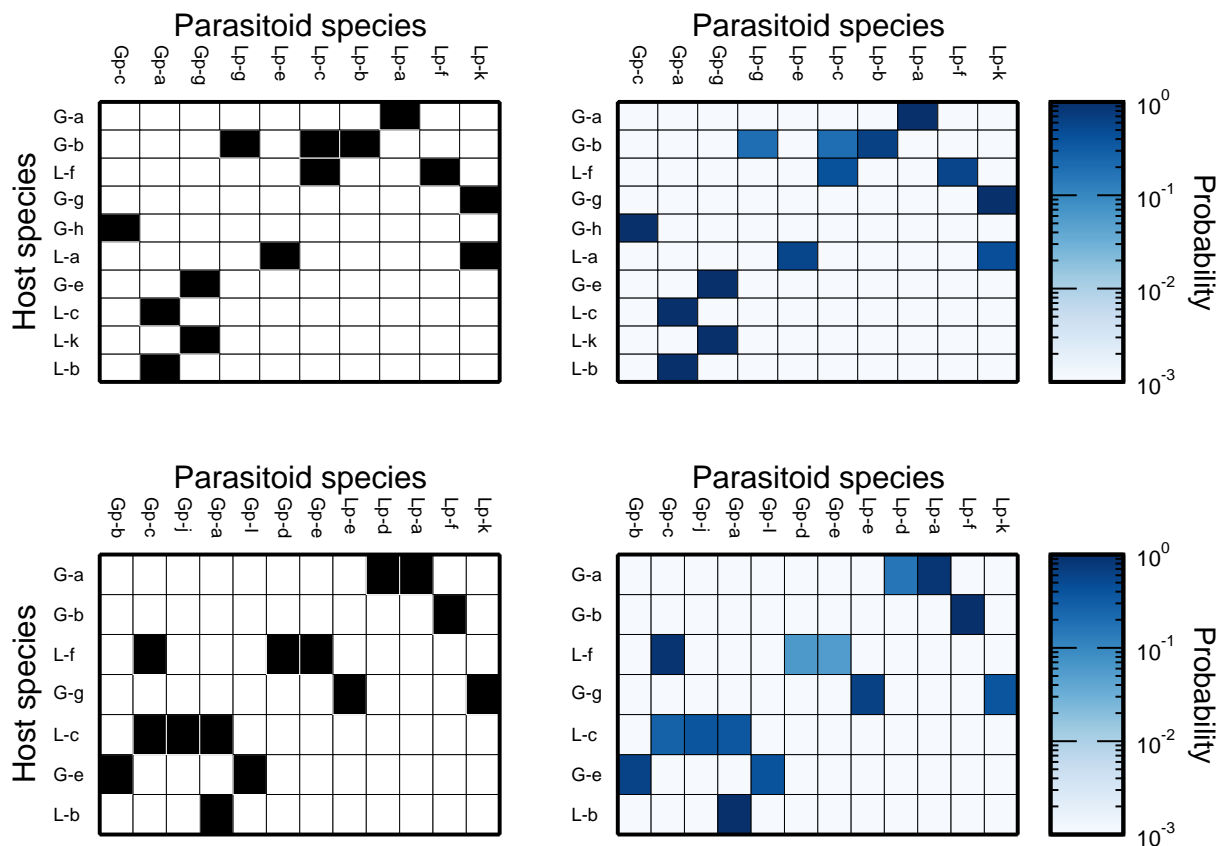 Parasitoid species
Gp-c Gp-a Gp-g Lp-g Lp-e Lp-c Lp-b Lp-a Lp-f Lp-k
Host species
G-a
G-b
L-f
G-g
G-h
L-a
G-e
L-c
L-k
L-b
Parasitoid species
Gp-c Gp-a Gp-g Lp-g Lp-e Lp-c Lp-b Lp-a Lp-f Lp-k
G-a
G-b
L-f
G-g
G-h
L-a
G-e
L-c
L-k
L-b
10^0
10^-1
10^-2
10^-3
Probability
Parasitoid species
Gp-b Gp-c Gp-j Gp-a Gp-l Gp-d Gp-e Lp-e Lp-d Lp-a Lp-f Lp-k
Host species
G-a
G-b
L-f
G-g
L-c
G-e
L-b
Parasitoid species
Gp-b Gp-c Gp-j Gp-a Gp-l Gp-d Gp-e Lp-e Lp-d Lp-a Lp-f Lp-k
G-a
G-b
L-f
G-g
L-c
G-e
L-b
10^0
10^-1
10^-2
10^-3
Probability